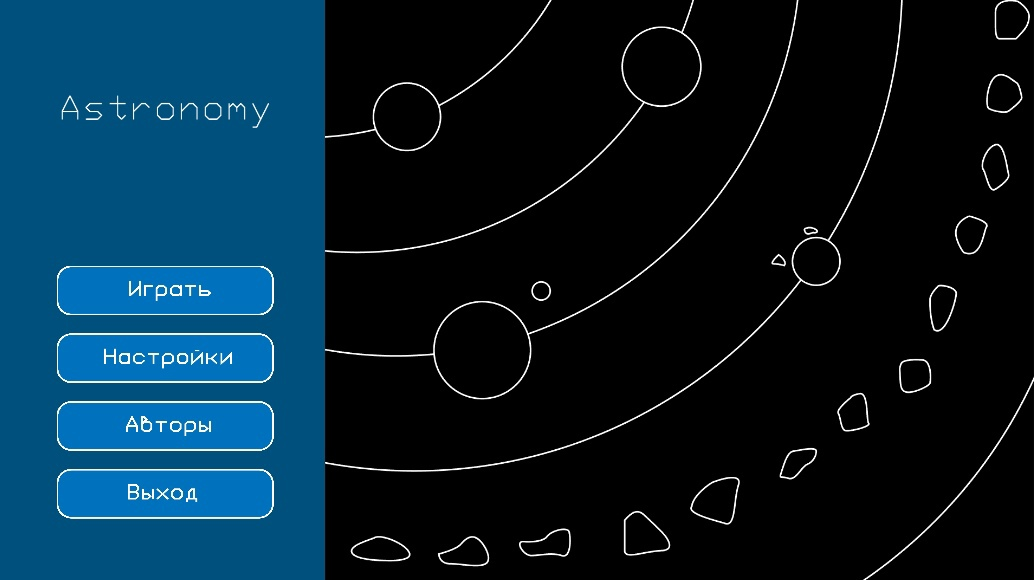 Astronomy
Играть
Настройки
Авторы
Выход